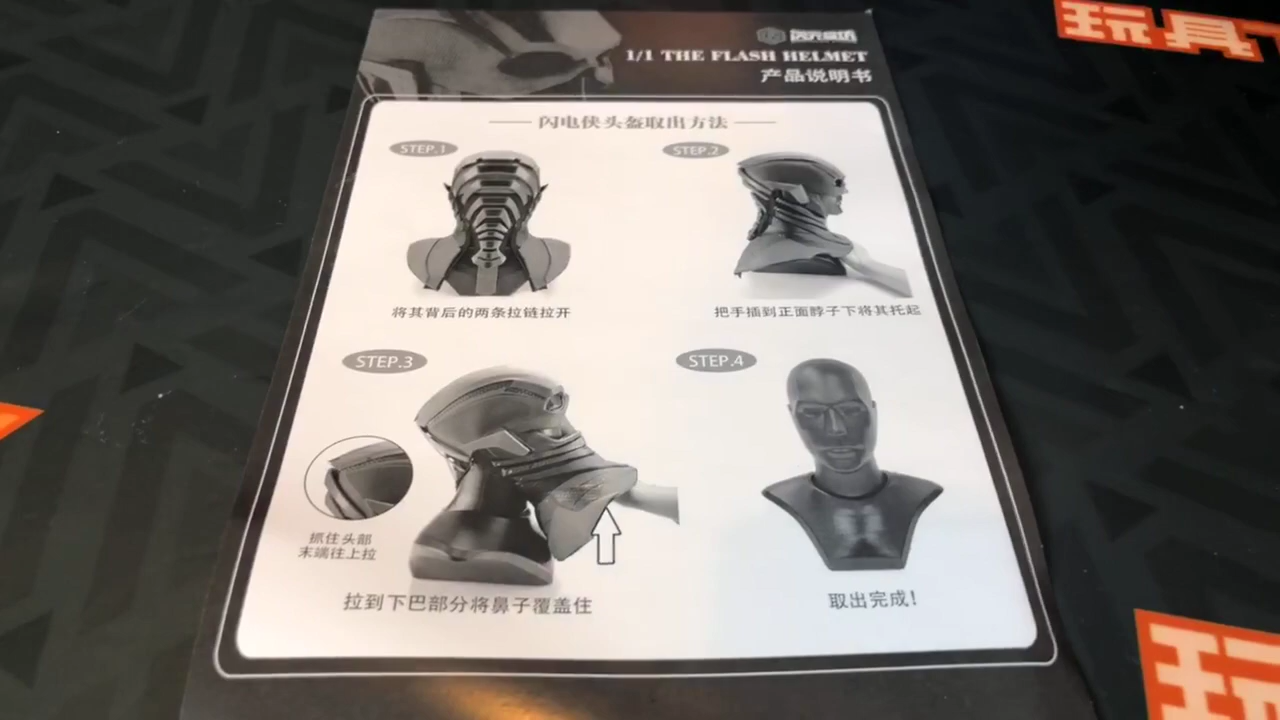 玩具
1/1 THE FLASH HELMET
产品说明书
闪电侠头盔取出方法
STEP.1
将其背后的两条拉链拉开
STEP.2
把手插到正面脖子下将其托起
STEP.3
抓住头部
末端往上拉
拉到下巴部分将鼻子覆盖住
STEP.4
取出完成!
玩